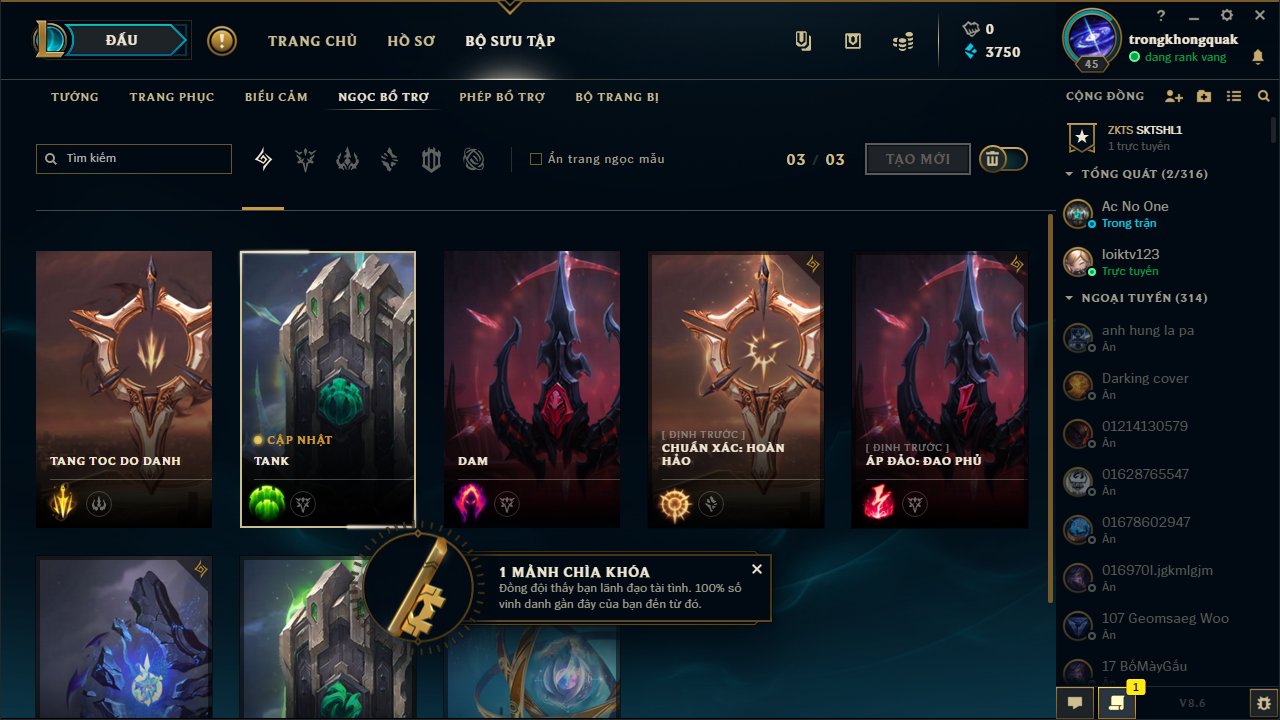 ĐẤU
TRANG CHỦ
HỒ SƠ
BỘ SƯU TẬP
0
3750
45
trongkhongquak
dang rank vang
TƯỚNG
TRANG PHỤC
BIỂU CẢM
NGỌC BỔ TRỢ
PHÉP BỔ TRỢ
BỘ TRANG BỊ
Tìm kiếm
Ẩn trang ngọc mẫu
03 / 03
TẠO MỚI
TANG TOC DO DANH
CẬP NHẬT
TANK
DAM
[ ĐỊNH TRƯỚC ]
CHUẨN XÁC: HOÀN
HẢO
[ ĐỊNH TRƯỚC ]
ÁP ĐẢO: ĐAO PHỦ
1 MẢNH CHÌA KHÓA
Đồng đội thấy bạn lãnh đạo tài tình. 100% số
vinh danh gần đây của bạn đến từ đó.
CỘNG ĐỒNG
ZKTS SKTSHL1
1 trực tuyến
TỔNG QUÁT (2/316)
Ac No One
Trong trận
loiktv123
Trực tuyến
NGOẠI TUYẾN (314)
anh hung la pa
Ẩn
Darking cover
Ẩn
01214130579
Ẩn
01628765547
Ẩn
01678602947
Ẩn
016970l.jgkmlgjm
Ẩn
107 Geomsaeg Woo
Ẩn
17 BốMàyGấu
Ẩn
1
V8.6